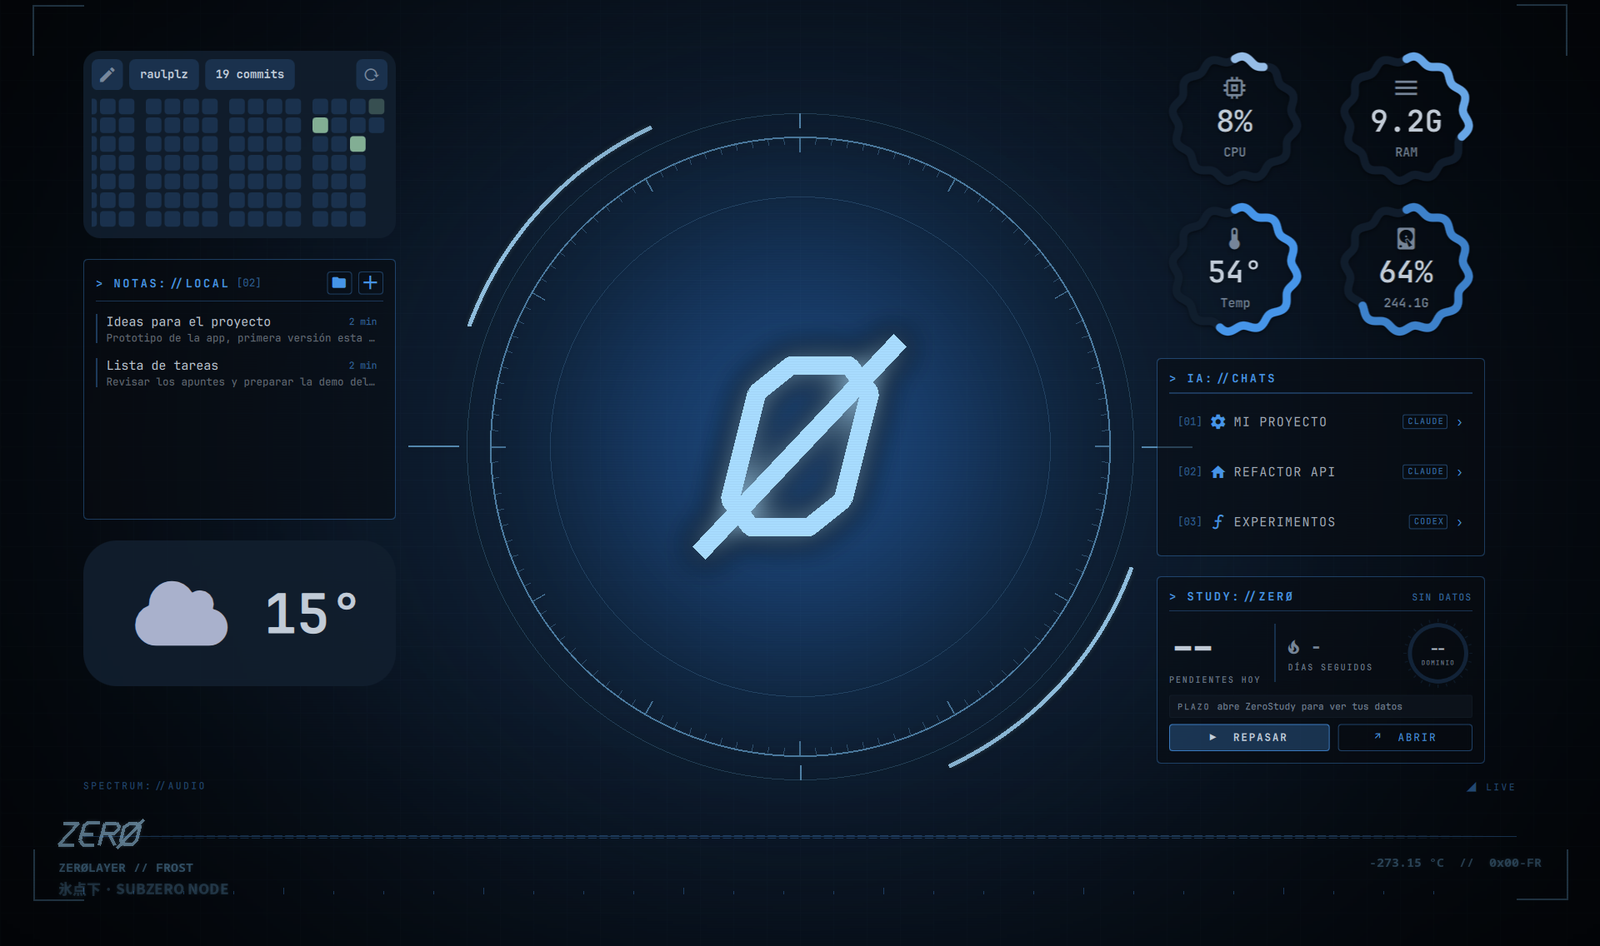 raulplz
19 commits
> NOTAS://LOCAL [02]
Ideas para el proyecto 2 min
Prototipo de la app, primera versión esta …
Lista de tareas 2 min
Revisar los apuntes y preparar la demo del…
15°
SPECTRUM://AUDIO
ZERØ
ZERØLAYER // FROST
氷点下 · SUBZERO NODE
Ø
8%
CPU
9.2G
RAM
54°
Temp
64%
244.1G
> IA://CHATS
[01] MI PROYECTO CLAUDE ›
[02] REFACTOR API CLAUDE ›
[03] EXPERIMENTOS CODEX ›
> STUDY://ZERØ SIN DATOS
––
PENDIENTES HOY
-
DÍAS SEGUIDOS
--
DOMINIO
PLAZO abre ZeroStudy para ver tus datos
▶ REPASAR
↗ ABRIR
◢ LIVE
-273.15 °C // 0x00-FR